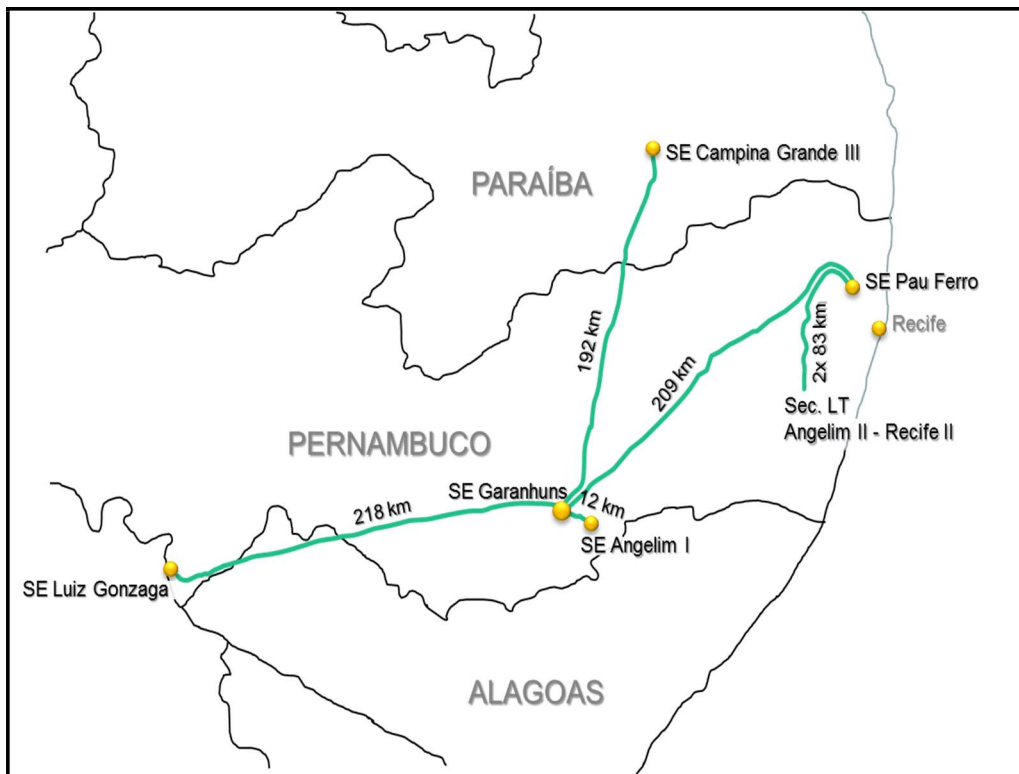 SE Campina Grande III
PARAÍBA
SE Pau Ferro
Recife
192 km
2x 83 km
209 km
Sec. LT
Angelim II - Recife II
PERNAMBUCO
SE Garanhuns
12 km
218 km
SE Angelim I
SE Luiz Gonzaga
ALAGOAS